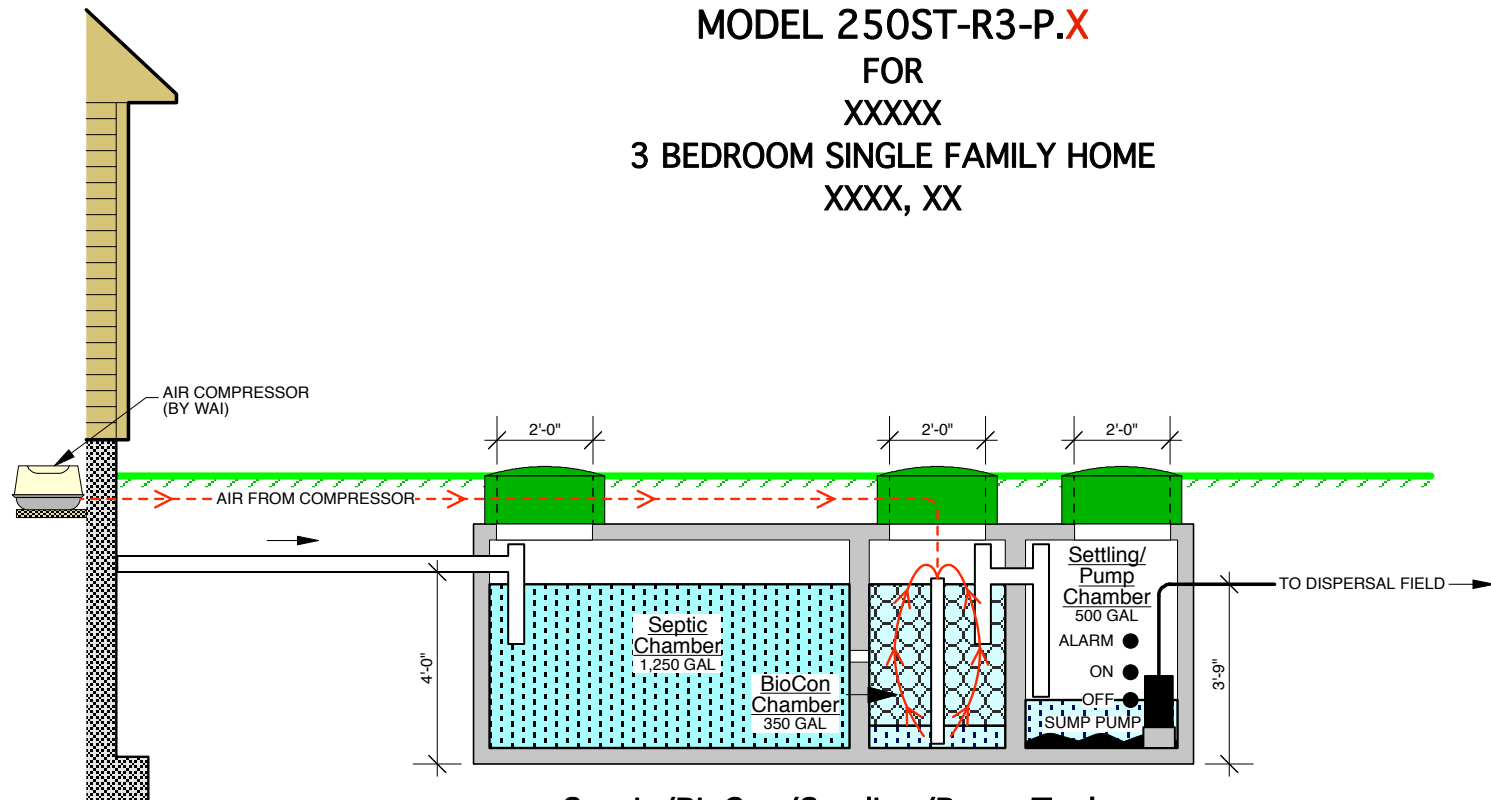 MODEL 250ST-R3-P.X
FOR
XXXXX
3 BEDROOM SINGLE FAMILY HOME
XXXX, XX
AIR COMPRESSOR
(BY WAI)
2'-0"
2'-0"
2'-0"
AIR FROM COMPRESSOR
Septic
Chamber
1,250 GAL
BioCon
Chamber
350 GAL
Settling/
Pump
Chamber
500 GAL
ALARM
ON
OFF
SUMP PUMP
TO DISPERSAL FIELD
4'-0"
3'-9"